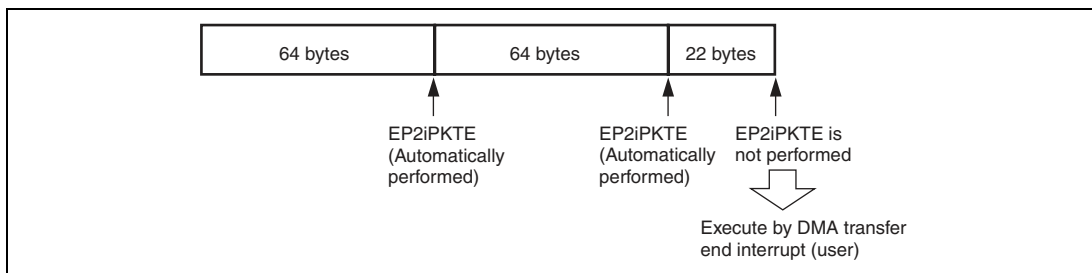 64 bytes
64 bytes
22 bytes
EP2iPKTE
(Automatically
performed)
EP2iPKTE
(Automatically
performed)
EP2iPKTE is
not performed
Execute by DMA transfer
end interrupt (user)